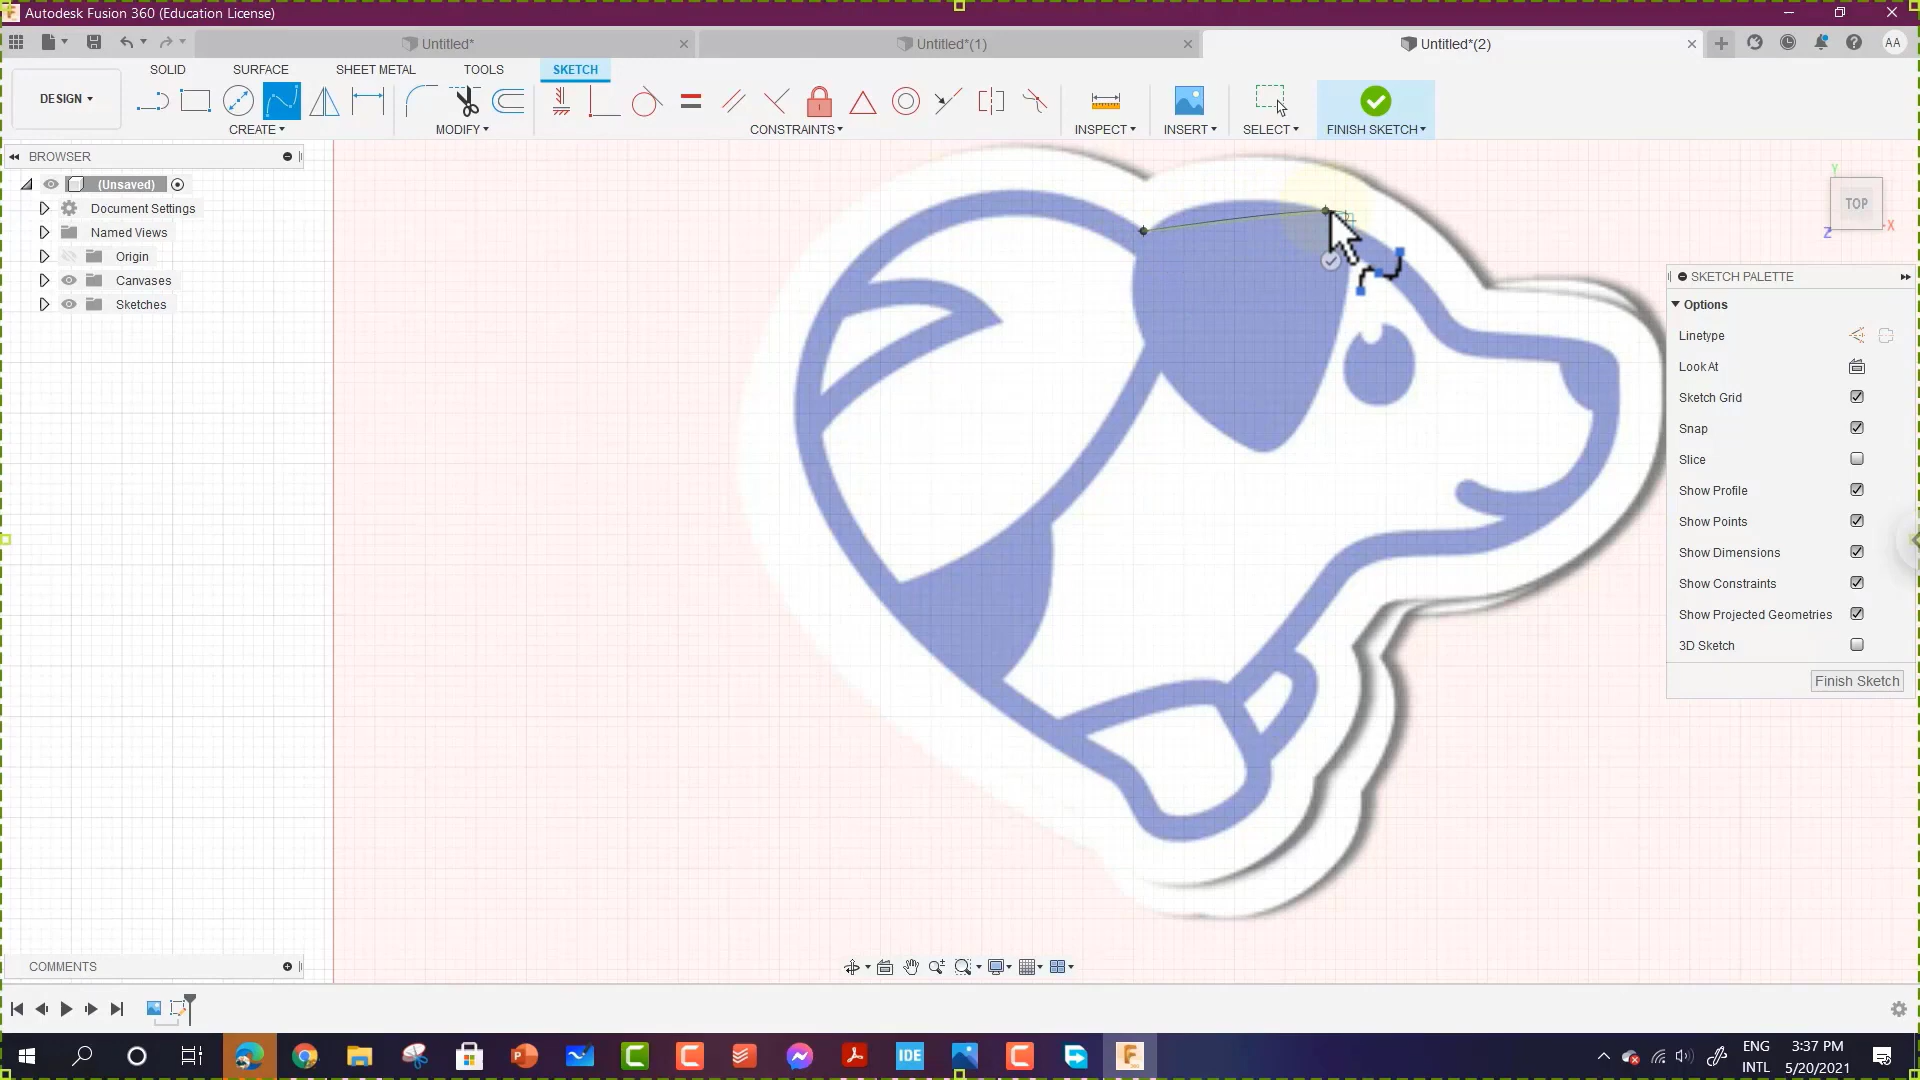 Autodesk Fusion 360 (Education License)
Untitled*
Untitled*(1)
Untitled*(2)
AA
SOLID
SURFACE
SHEET METAL
TOOLS
SKETCH
DESIGN
CREATE
MODIFY
CONSTRAINTS
INSPECT
INSERT
SELECT
FINISH SKETCH
BROWSER
(Unsaved)
Document Settings
Named Views
Origin
Canvases
Sketches
Y
TOP
X
Z
SKETCH PALETTE
Options
Linetype
Look At
Sketch Grid
Snap
Slice
Show Profile
Show Points
Show Dimensions
Show Constraints
Show Projected Geometries
3D Sketch
Finish Sketch
COMMENTS
IDE
ENG
INTL
3:37 PM
5/20/2021